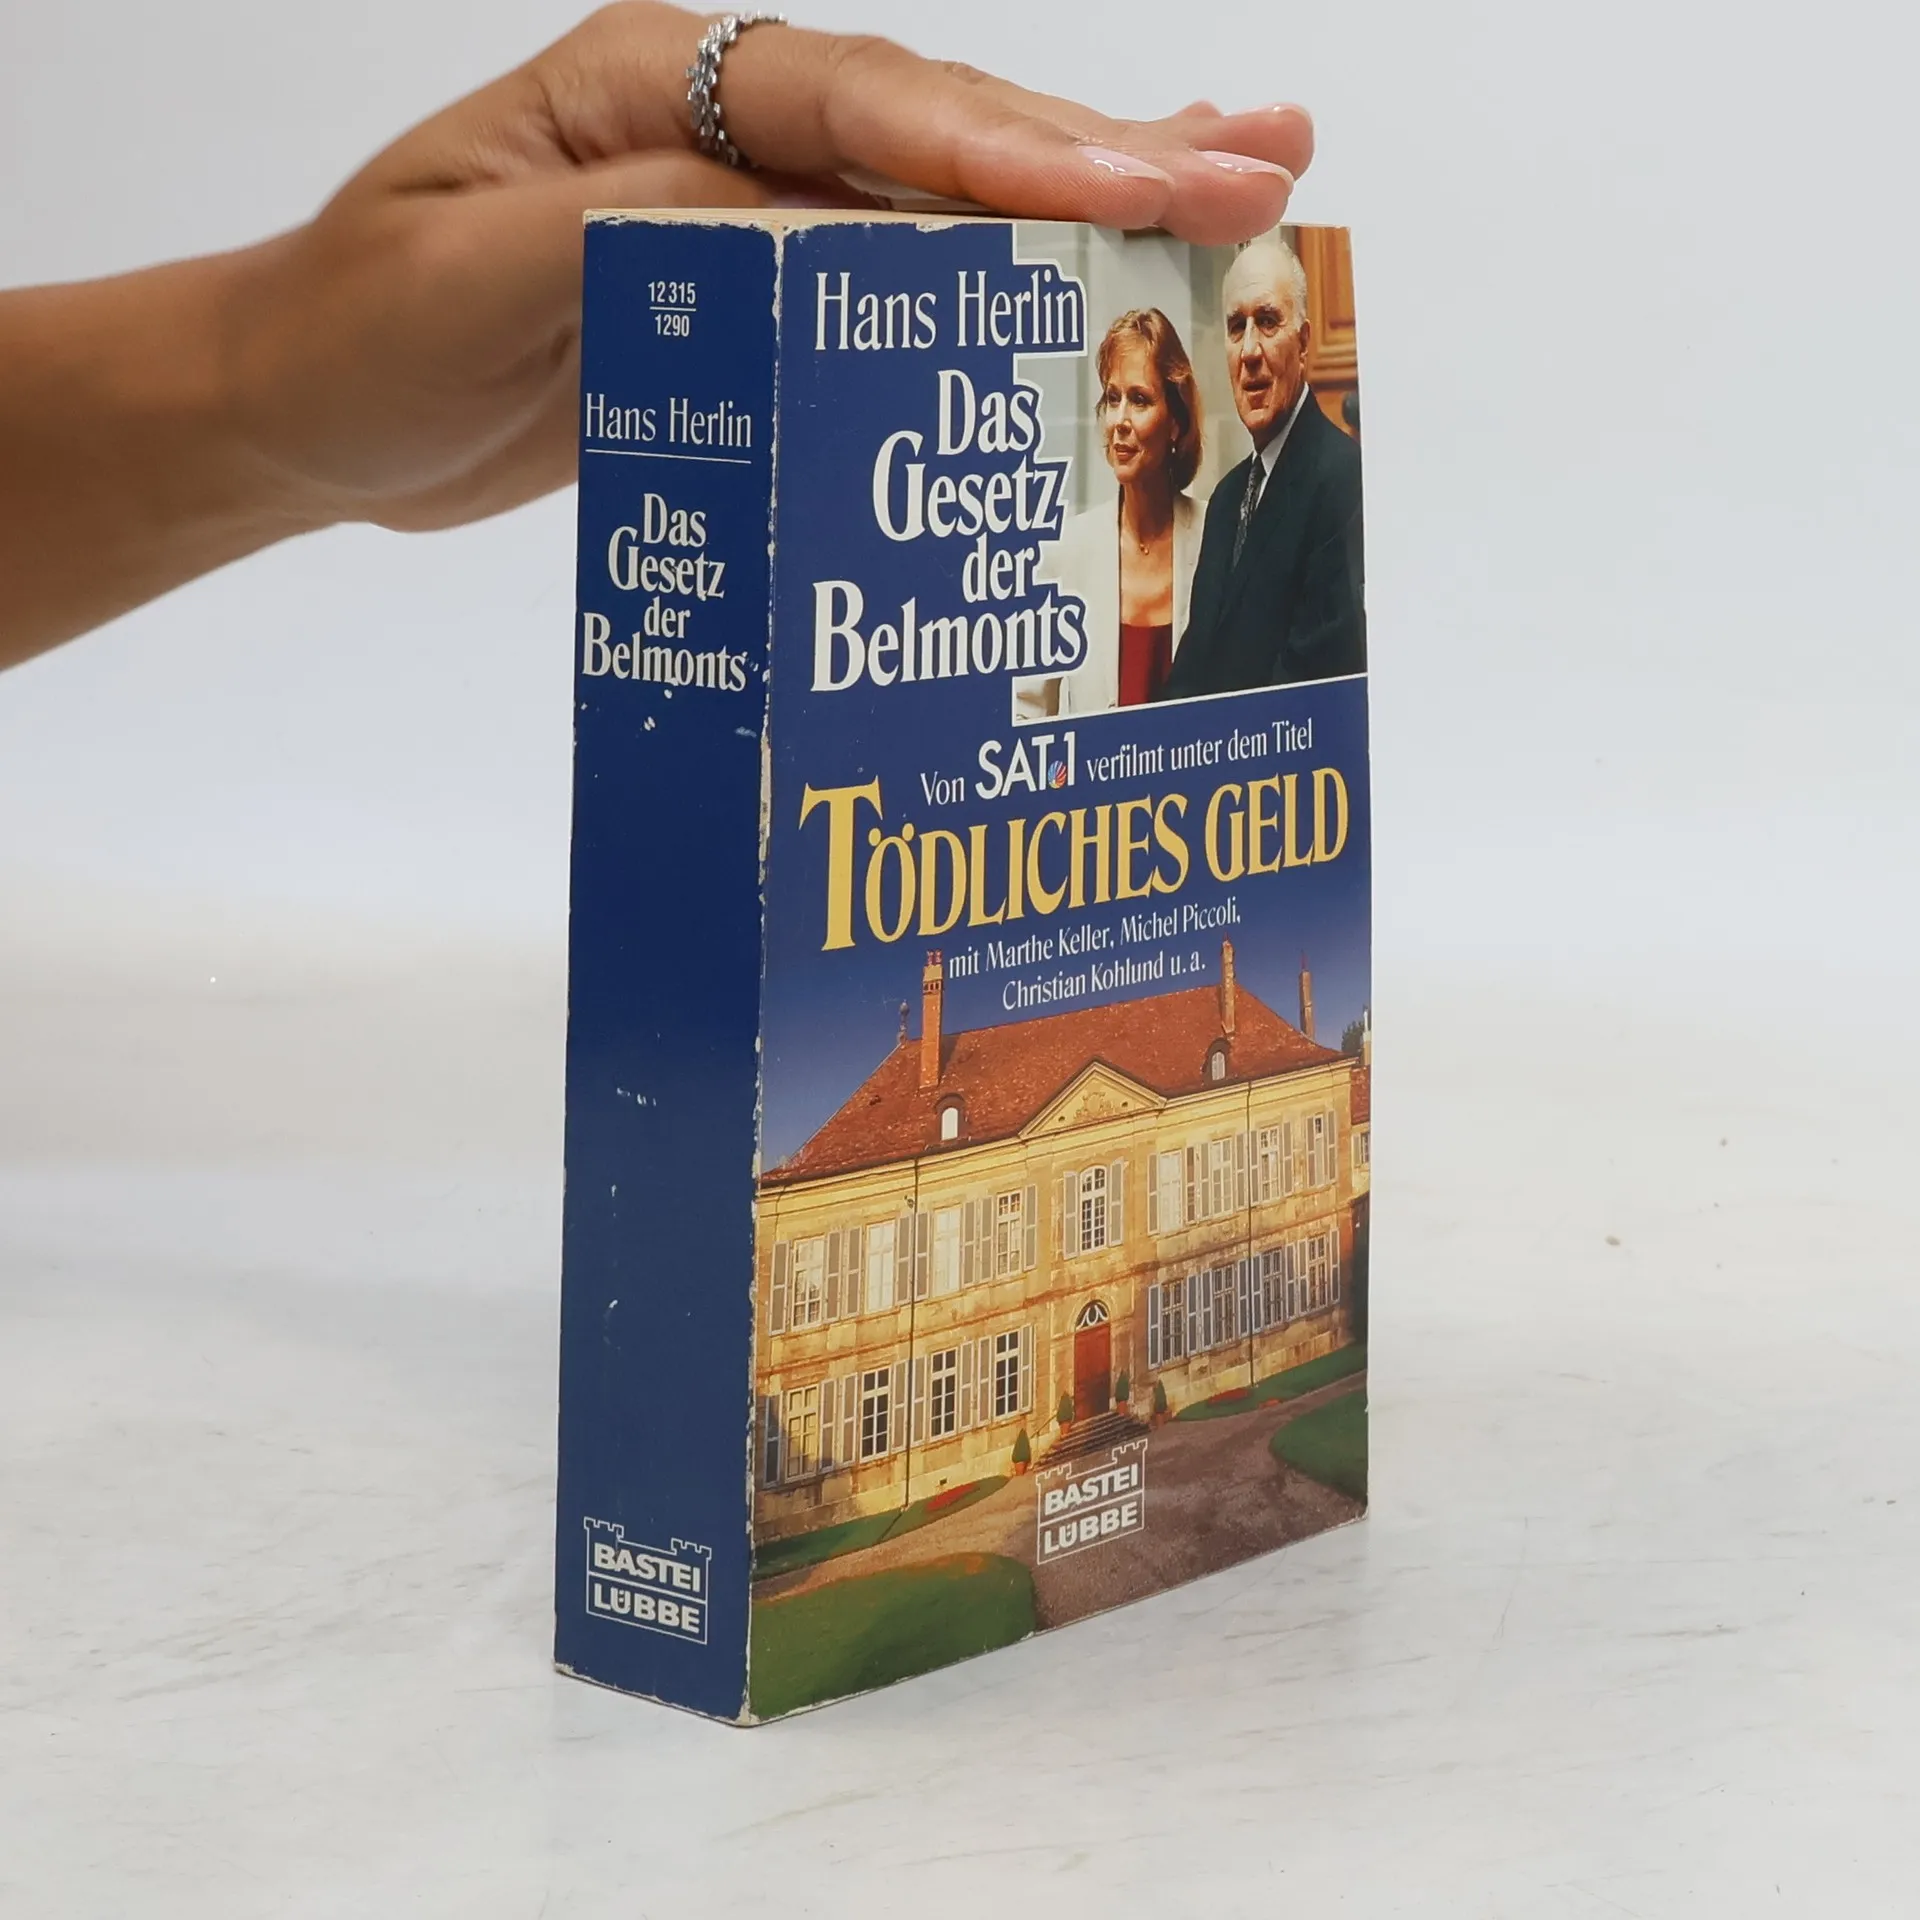 12 315
1290
Hans Herlin
Das
Gesetz
der
Belmonts
BASTEI
LÜBBE
Hans Herlin
Das
Gesetz
der
Belmonts
Von SAT.1 verfilmt unter dem Titel
TÖDLICHES GELD
mit Marthe Keller, Michel Piccoli,
Christian Kohlund u. a.
BASTEI
LÜBBE